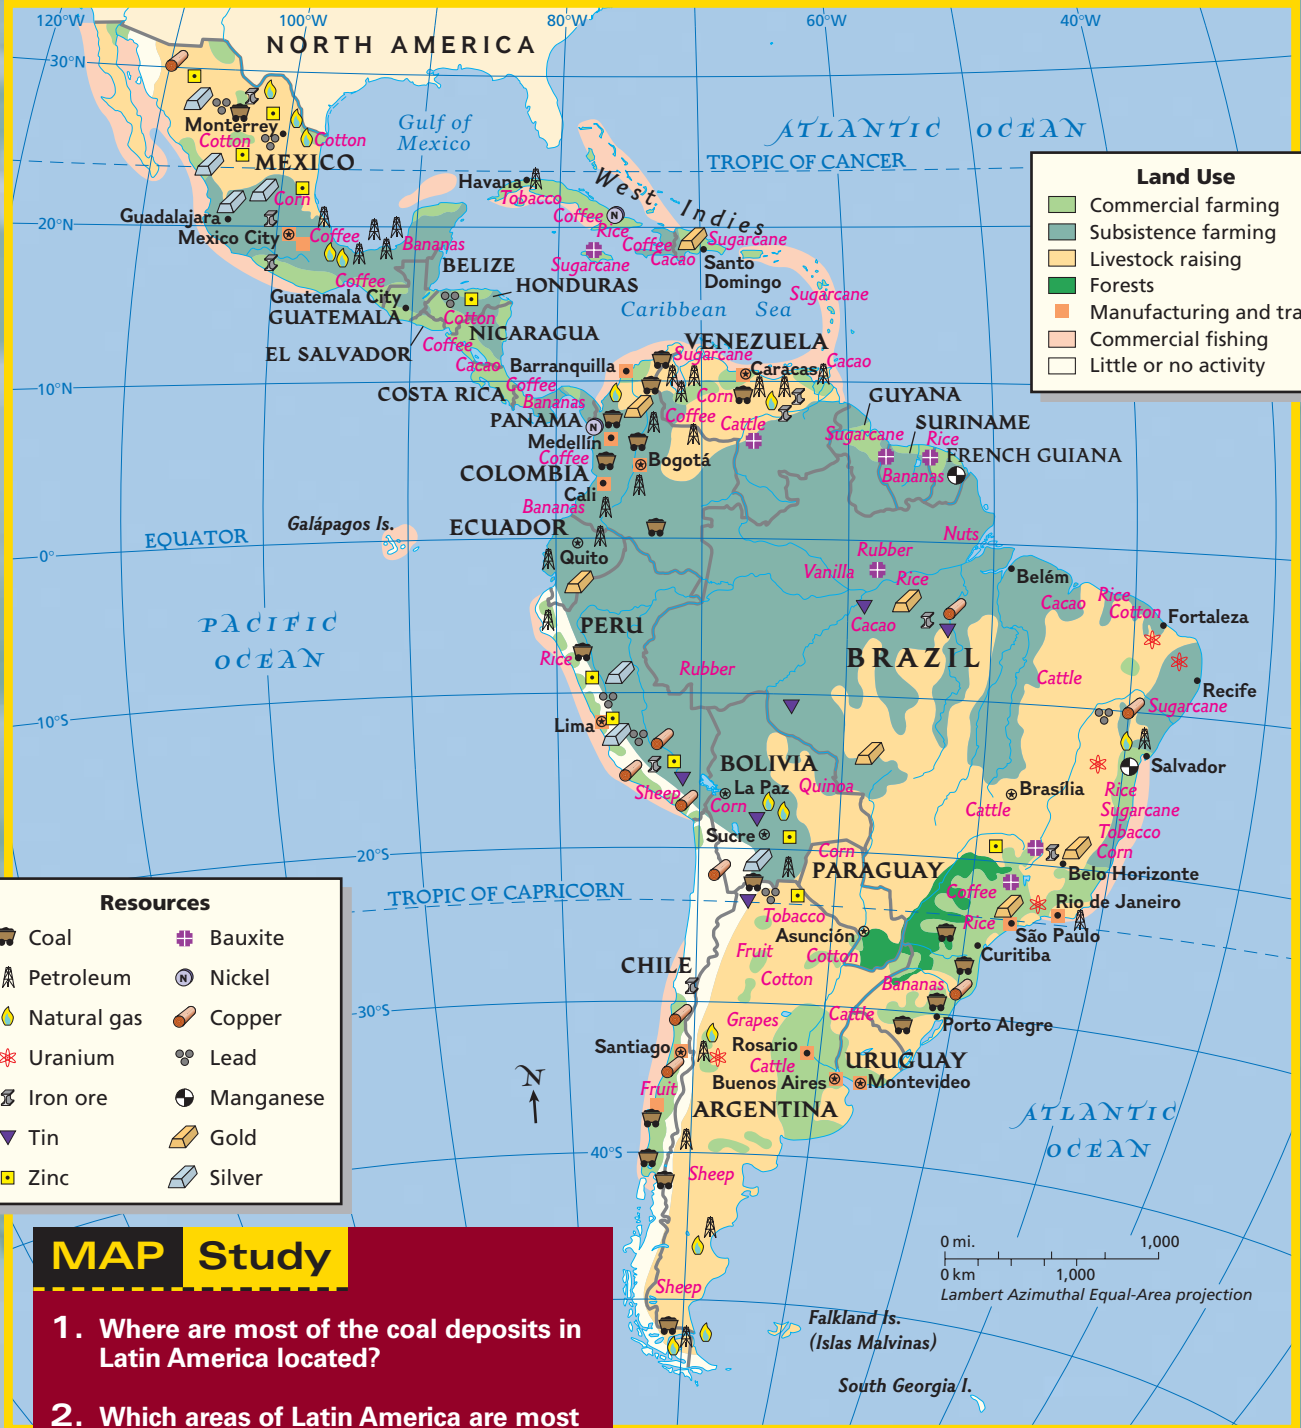 120°W
100°W
80°W
60°W
40°W
NORTH AMERICA
30°N
Gulf of
Mexico
ATLANTIC OCEAN
TROPIC OF CANCER
Monterrey
Cotton
Cotton
MEXICO
Havana
West Indies
Tobacco
Corn
Coffee
N
Rice
20°N
Guadalajara
Mexico City
Coffee
Bananas
Coffee
Sugarcane
Cacao
Sugarcane
Santo
Domingo
BELIZE
HONDURAS
Coffee
Guatemala City
GUATEMALA
Caribbean Sea
Sugarcane
Cotton
NICARAGUA
EL SALVADOR
Coffee
Cacao
VENEZUELA
Sugarcane
Barranquilla
Caracas
Cacao
10°N
COSTA RICA
Coffee
Bananas
Corn
GUYANA
PANAMA
N
Coffee
Cattle
SURINAME
Medellín
Sugarcane
Rice
Coffee
Bogotá
FRENCH GUIANA
COLOMBIA
Bananas
Cali
Bananas
Galápagos Is.
ECUADOR
EQUATOR
Nuts
0°
Quito
Rubber
Vanilla
Rice
Belém
Cacao
Rice
Cotton
Fortaleza
PACIFIC
OCEAN
PERU
Cacao
BRAZIL
Rice
Rubber
Cattle
Recife
10°S
Lima
Sugarcane
BOLIVIA
Salvador
Sheep
La Paz
Corn
Quinoa
Brasília
Rice
Cattle
Sugarcane
Sucre
Tobacco
20°S
Corn
Corn
PARAGUAY
Belo Horizonte
TROPIC OF CAPRICORN
Coffee
Rio de Janeiro
Tobacco
Rice
Asunción
São Paulo
Fruit
Cotton
Curitiba
CHILE
Cotton
Bananas
30°S
Grapes
Cattle
Porto Alegre
Santiago
Rosario
URUGUAY
Cattle
Buenos Aires
Montevideo
Fruit
ARGENTINA
N
ATLANTIC
OCEAN
40°S
Sheep
Sheep
0 mi. 1,000
0 km 1,000
Lambert Azimuthal Equal-Area projection
Falkland Is.
(Islas Malvinas)
South Georgia I.
Land Use
Commercial farming
Subsistence farming
Livestock raising
Forests
Manufacturing and tra
Commercial fishing
Little or no activity
Resources
Coal
Bauxite
Petroleum
N Nickel
Natural gas
Copper
Uranium
Lead
Iron ore
Manganese
Tin
Gold
Zinc
Silver
MAP Study
1. Where are most of the coal deposits in
Latin America located?
2. Which areas of Latin America are most